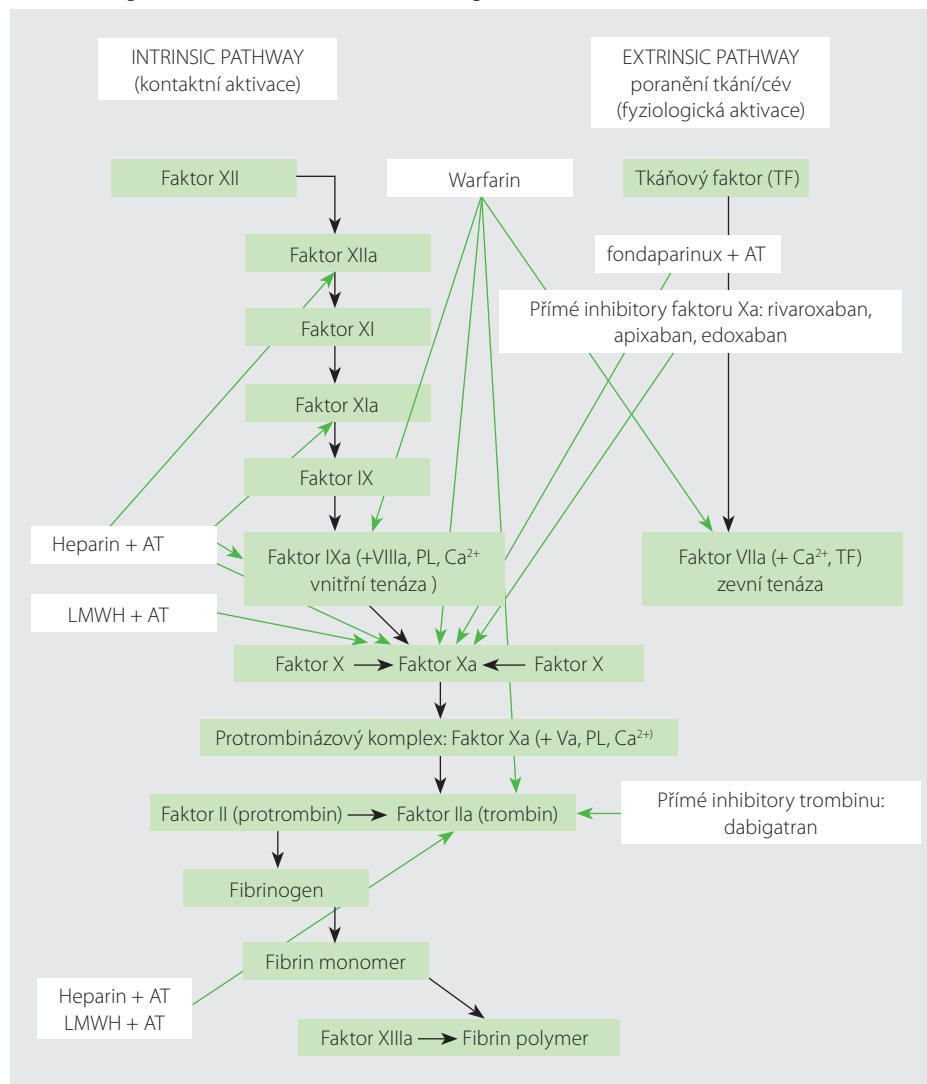 INTRINSIC PATHWAY
(kontaktní aktivace)
EXTRINSIC PATHWAY
poranění tkání/cév
(fyziologická aktivace)
Faktor XII
Warfarin
Tkáňový faktor (TF)
Faktor XIIa
fondaparinux + AT
Přímé inhibitory faktoru Xa: rivaroxaban,
apixaban, edoxaban
Faktor XI
Faktor XIa
Faktor IX
Heparin + AT
Faktor IXa (+VIIIa, PL, Ca²⁺
vnitřní tenáza )
Faktor VIIa (+ Ca²⁺, TF)
zevní tenáza
LMWH + AT
Faktor X Faktor Xa Faktor X
Protrombinázový komplex: Faktor Xa (+ Va, PL, Ca²⁺⁾
Faktor II (protrombin) Faktor IIa (trombin)
Přímé inhibitory trombinu:
dabigatran
Fibrinogen
Fibrin monomer
Heparin + AT
LMWH + AT
Faktor XIIIa Fibrin polymer